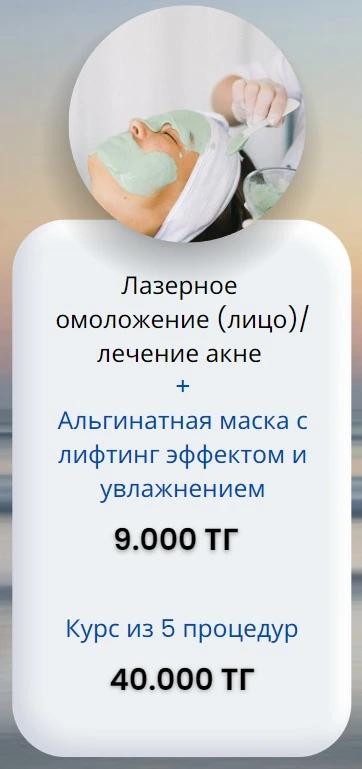 Лазерное
омоложение (лицо)/
лечение акне
+
Альгинатная маска с
лифтинг эффектом и
увлажнением
9.000 ТГ
Курс из 5 процедур
40.000 ТГ